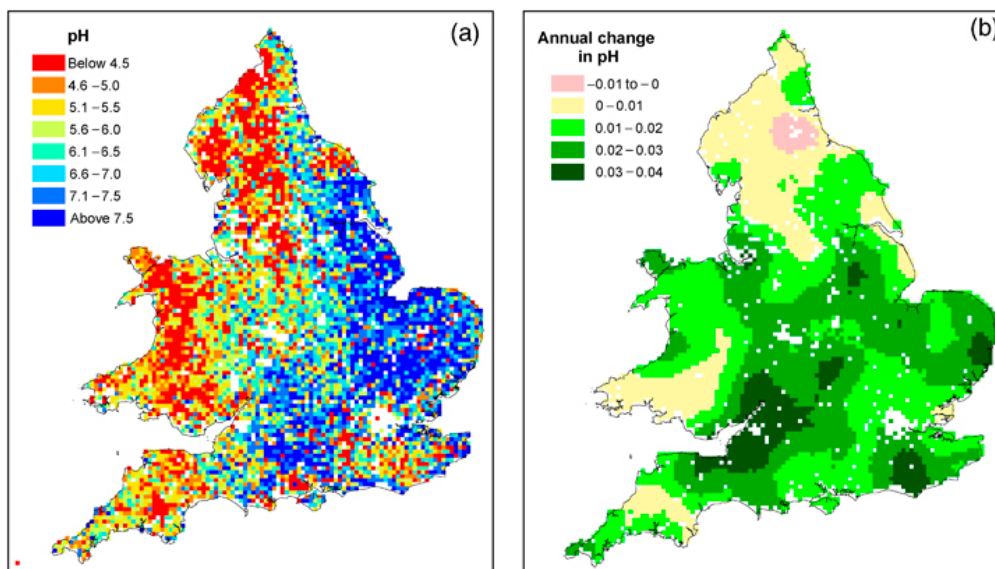 (a)
pH
Below 4.5
4.6–5.0
5.1–5.5
5.6–6.0
6.1–6.5
6.6–7.0
7.1–7.5
Above 7.5
(b)
Annual change
in pH
−0.01 to −0
0−0.01
0.01−0.02
0.02−0.03
0.03−0.04